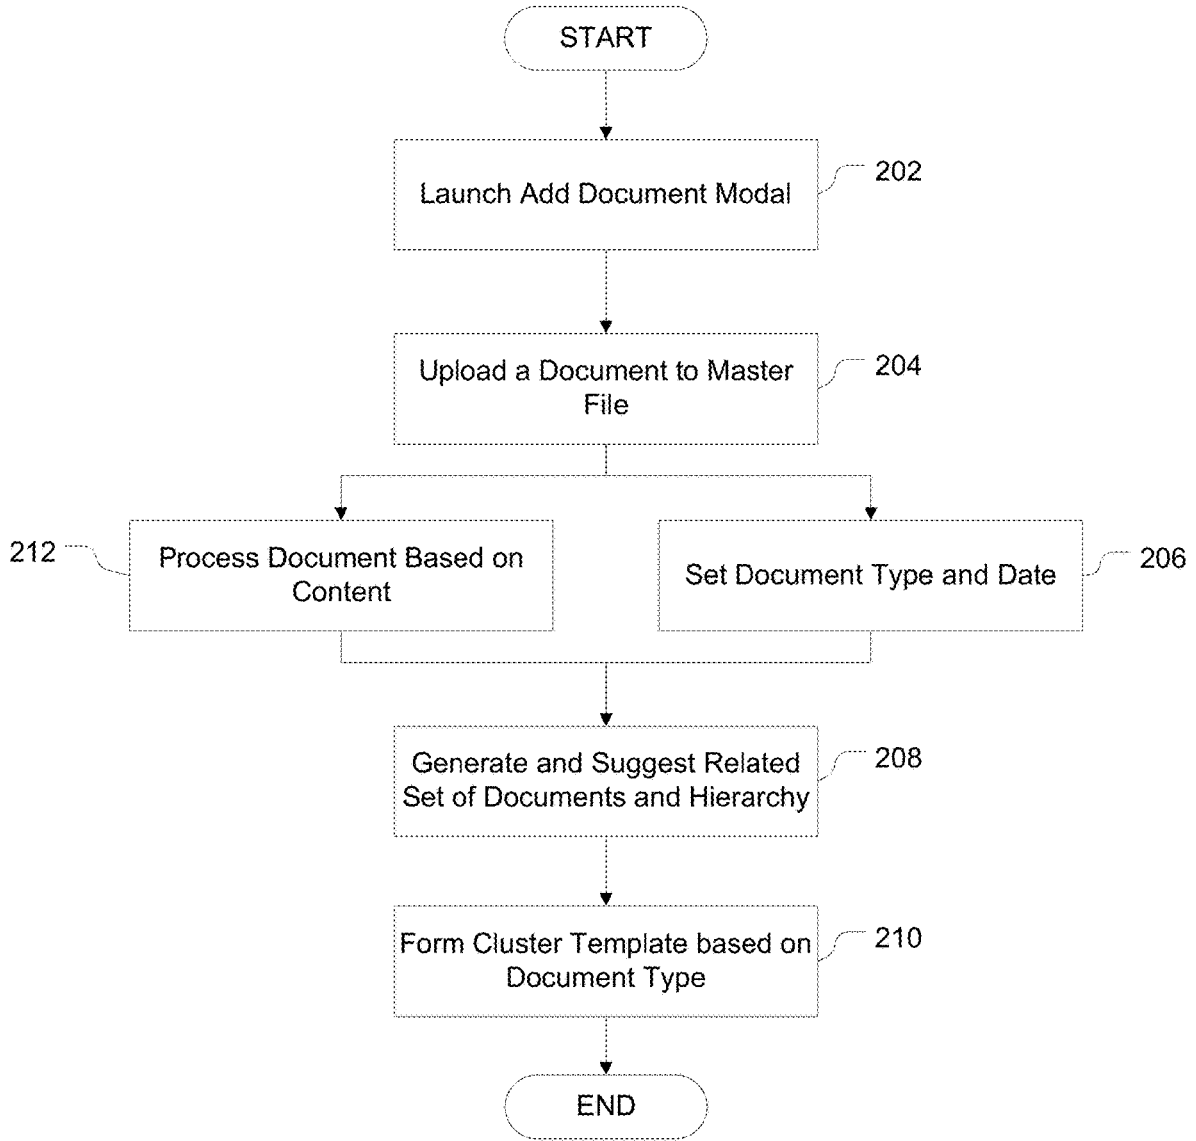 START
Launch Add Document Modal
202
Upload a Document to Master
File
204
212
Process Document Based on
Content
Set Document Type and Date
206
Generate and Suggest Related
Set of Documents and Hierarchy
208
Form Cluster Template based on
Document Type
210
END